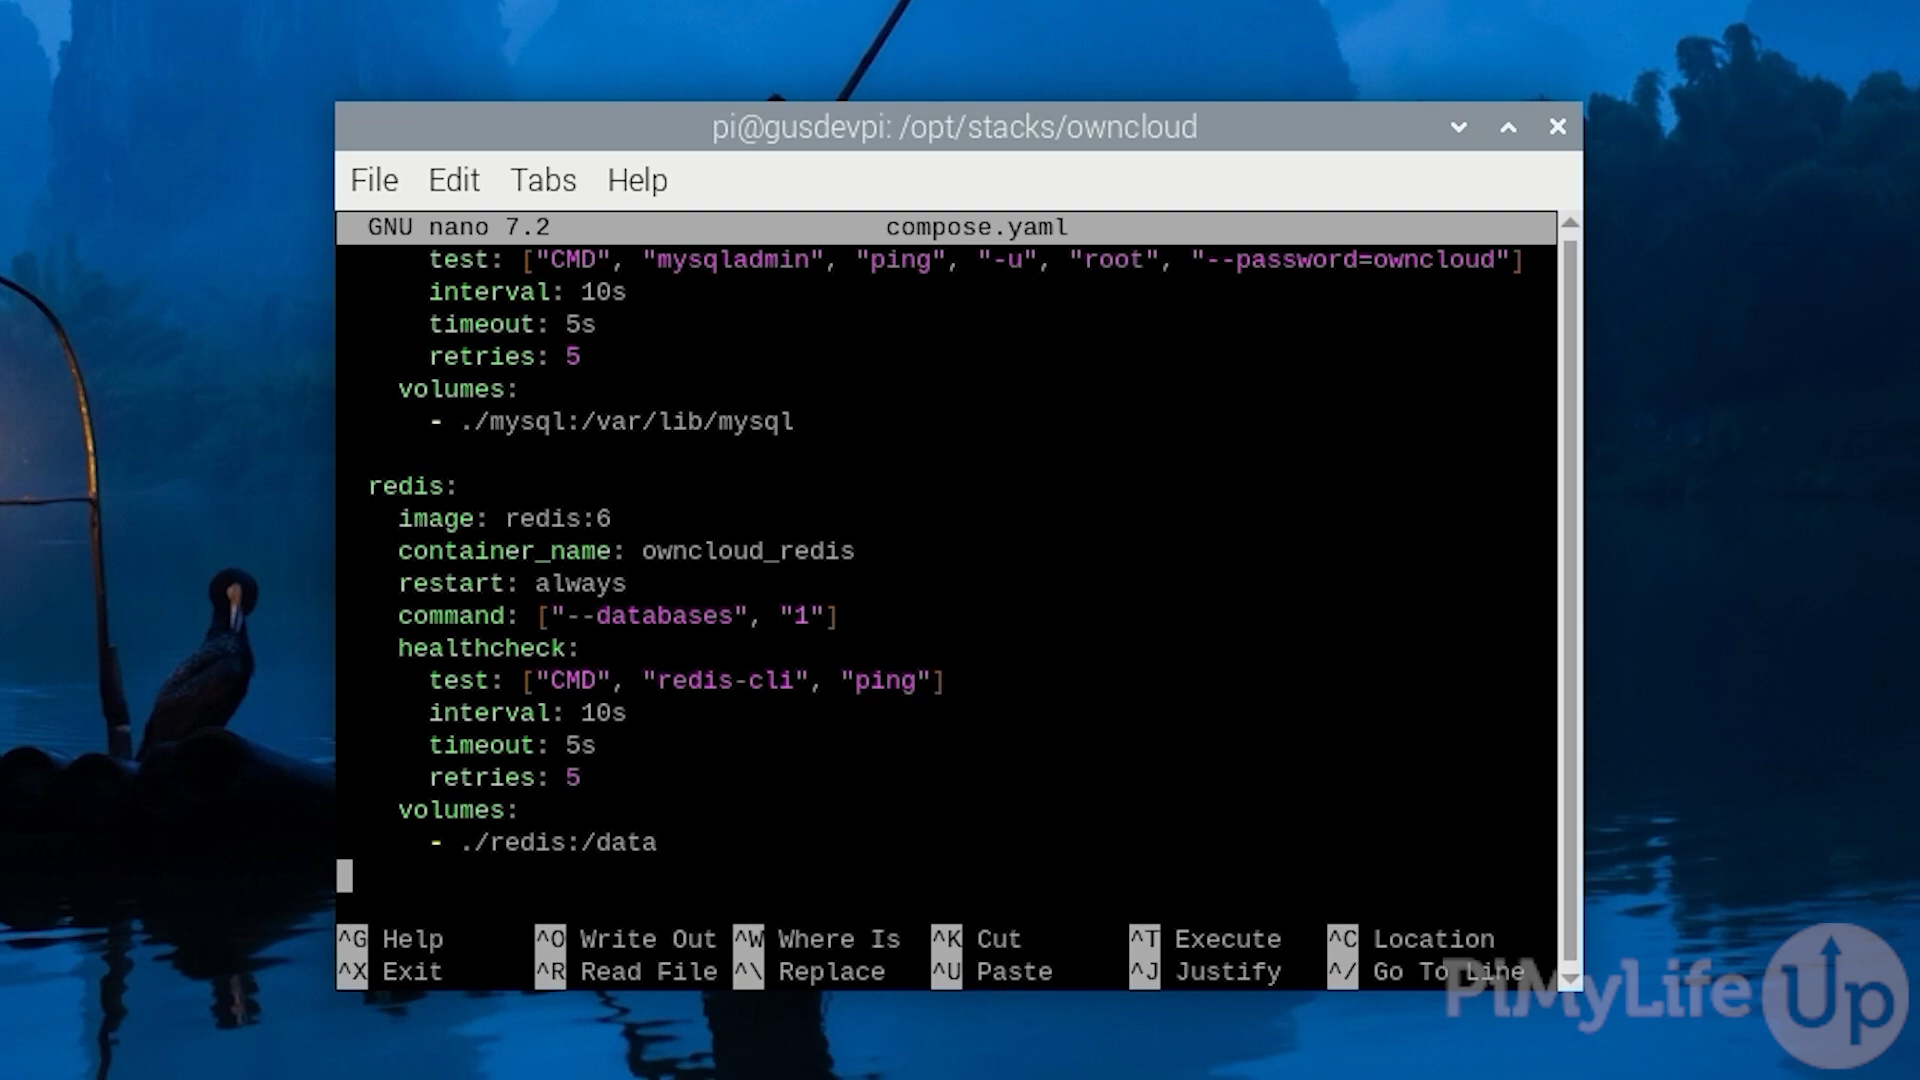 pi@gusdevpi: /opt/stacks/owncloud
File Edit Tabs Help
GNU nano 7.2 compose.yaml
      test: ["CMD", "mysqladmin", "ping", "-u", "root", "--password=owncloud"]
      interval: 10s
      timeout: 5s
      retries: 5
    volumes:
      - ./mysql:/var/lib/mysql
  redis:
    image: redis:6
    container_name: owncloud_redis
    restart: always
    command: ["--databases", "1"]
    healthcheck:
      test: ["CMD", "redis-cli", "ping"]
      interval: 10s
      timeout: 5s
      retries: 5
    volumes:
      - ./redis:/data
^G Help ^O Write Out ^W Where Is ^K Cut ^T Execute ^C Location
^X Exit ^R Read File ^\ Replace ^U Paste ^J Justify ^/ Go To Line
PiMyLifeUp